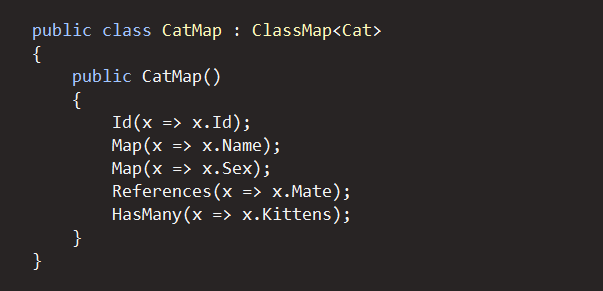 public class CatMap : ClassMap<Cat>
{
    public CatMap()
    {
        Id(x => x.Id);
        Map(x => x.Name);
        Map(x => x.Sex);
        References(x => x.Mate);
        HasMany(x => x.Kittens);
    }
}